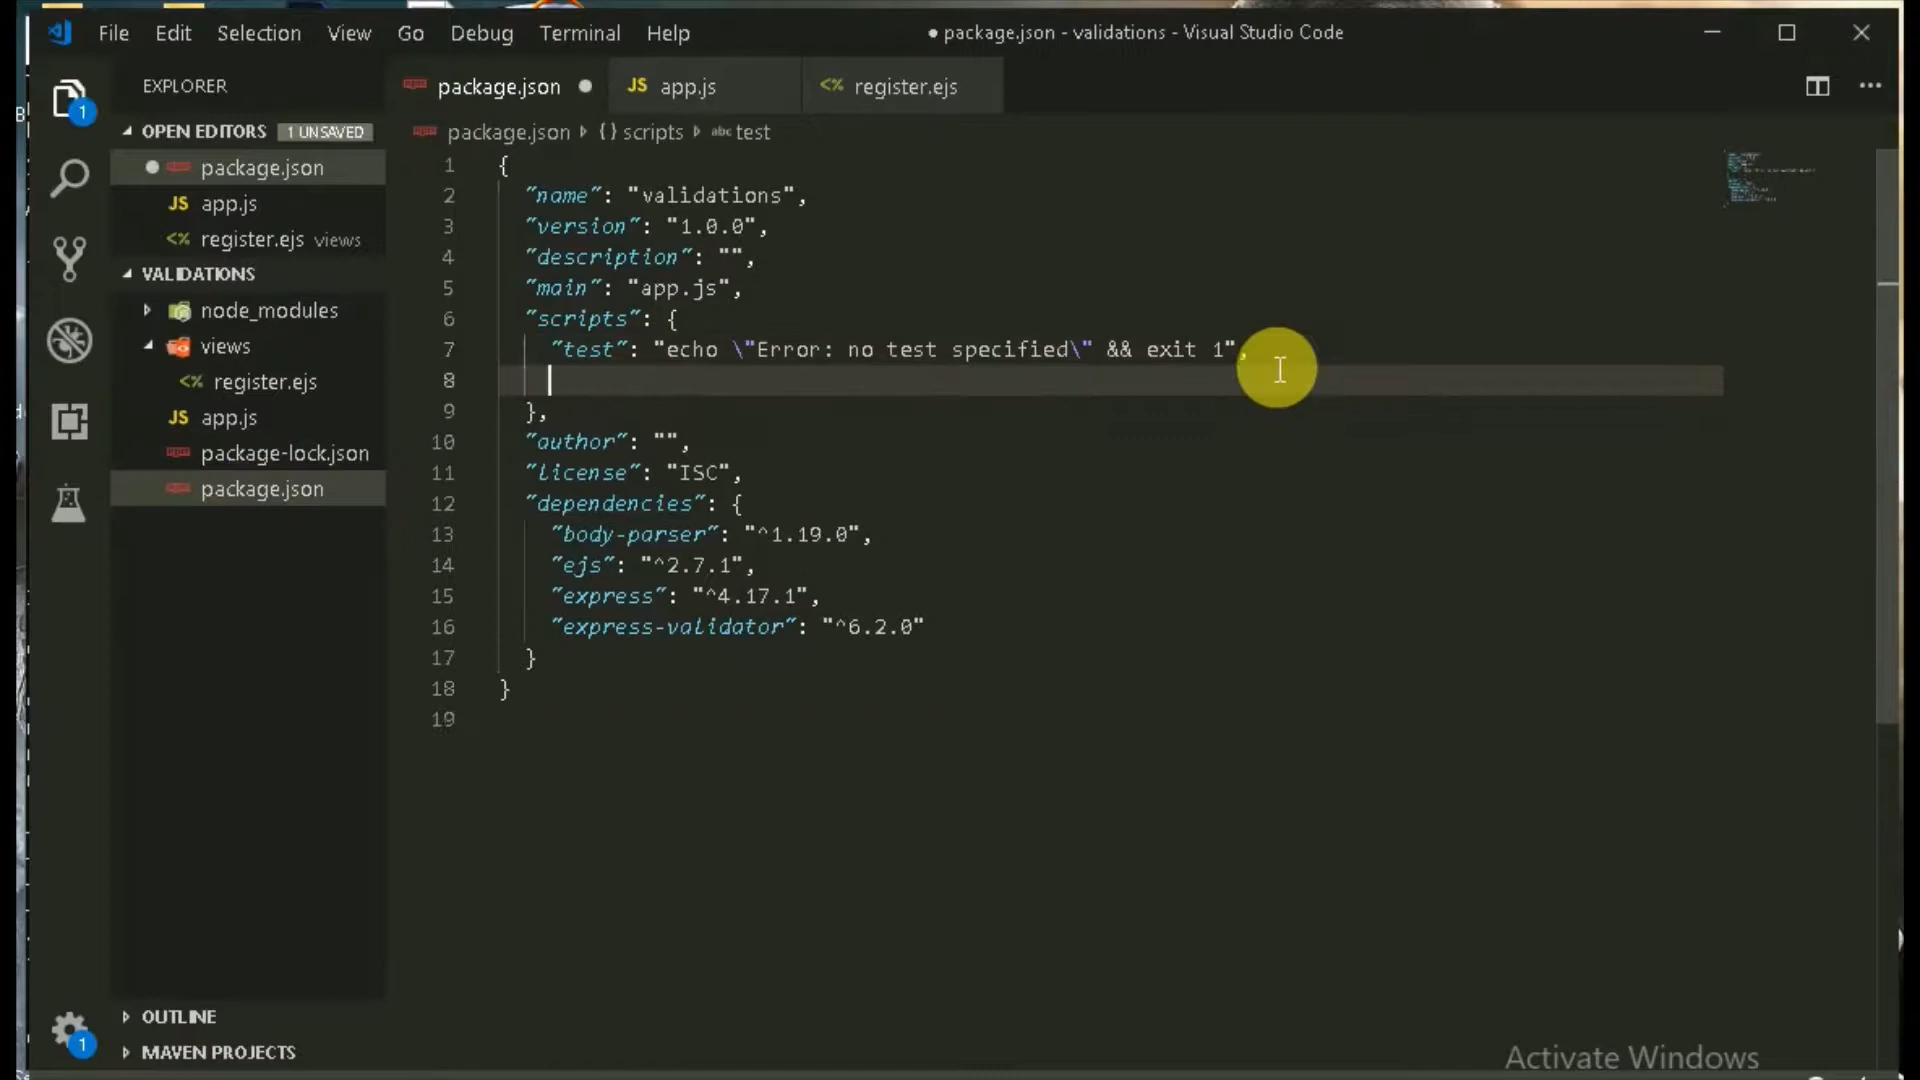 File Edit Selection View Go Debug Terminal Help
● package.json - validations - Visual Studio Code
EXPLORER
package.json ●
JS app.js
<% register.ejs
OPEN EDITORS 1 UNSAVED
package.json
JS app.js
<% register.ejs views
VALIDATIONS
node_modules
views
<% register.ejs
JS app.js
package-lock.json
package.json
OUTLINE
MAVEN PROJECTS
1
1
package.json {} scripts abc test
1 {
2 "name": "validations",
3 "version": "1.0.0",
4 "description": "",
5 "main": "app.js",
6 "scripts": {
7 "test": "echo \"Error: no test specified\" && exit 1",
8
9 },
10 "author": "",
11 "license": "ISC",
12 "dependencies": {
13 "body-parser": "^1.19.0",
14 "ejs": "^2.7.1",
15 "express": "^4.17.1",
16 "express-validator": "^6.2.0"
17 }
18 }
19
Activate Windows